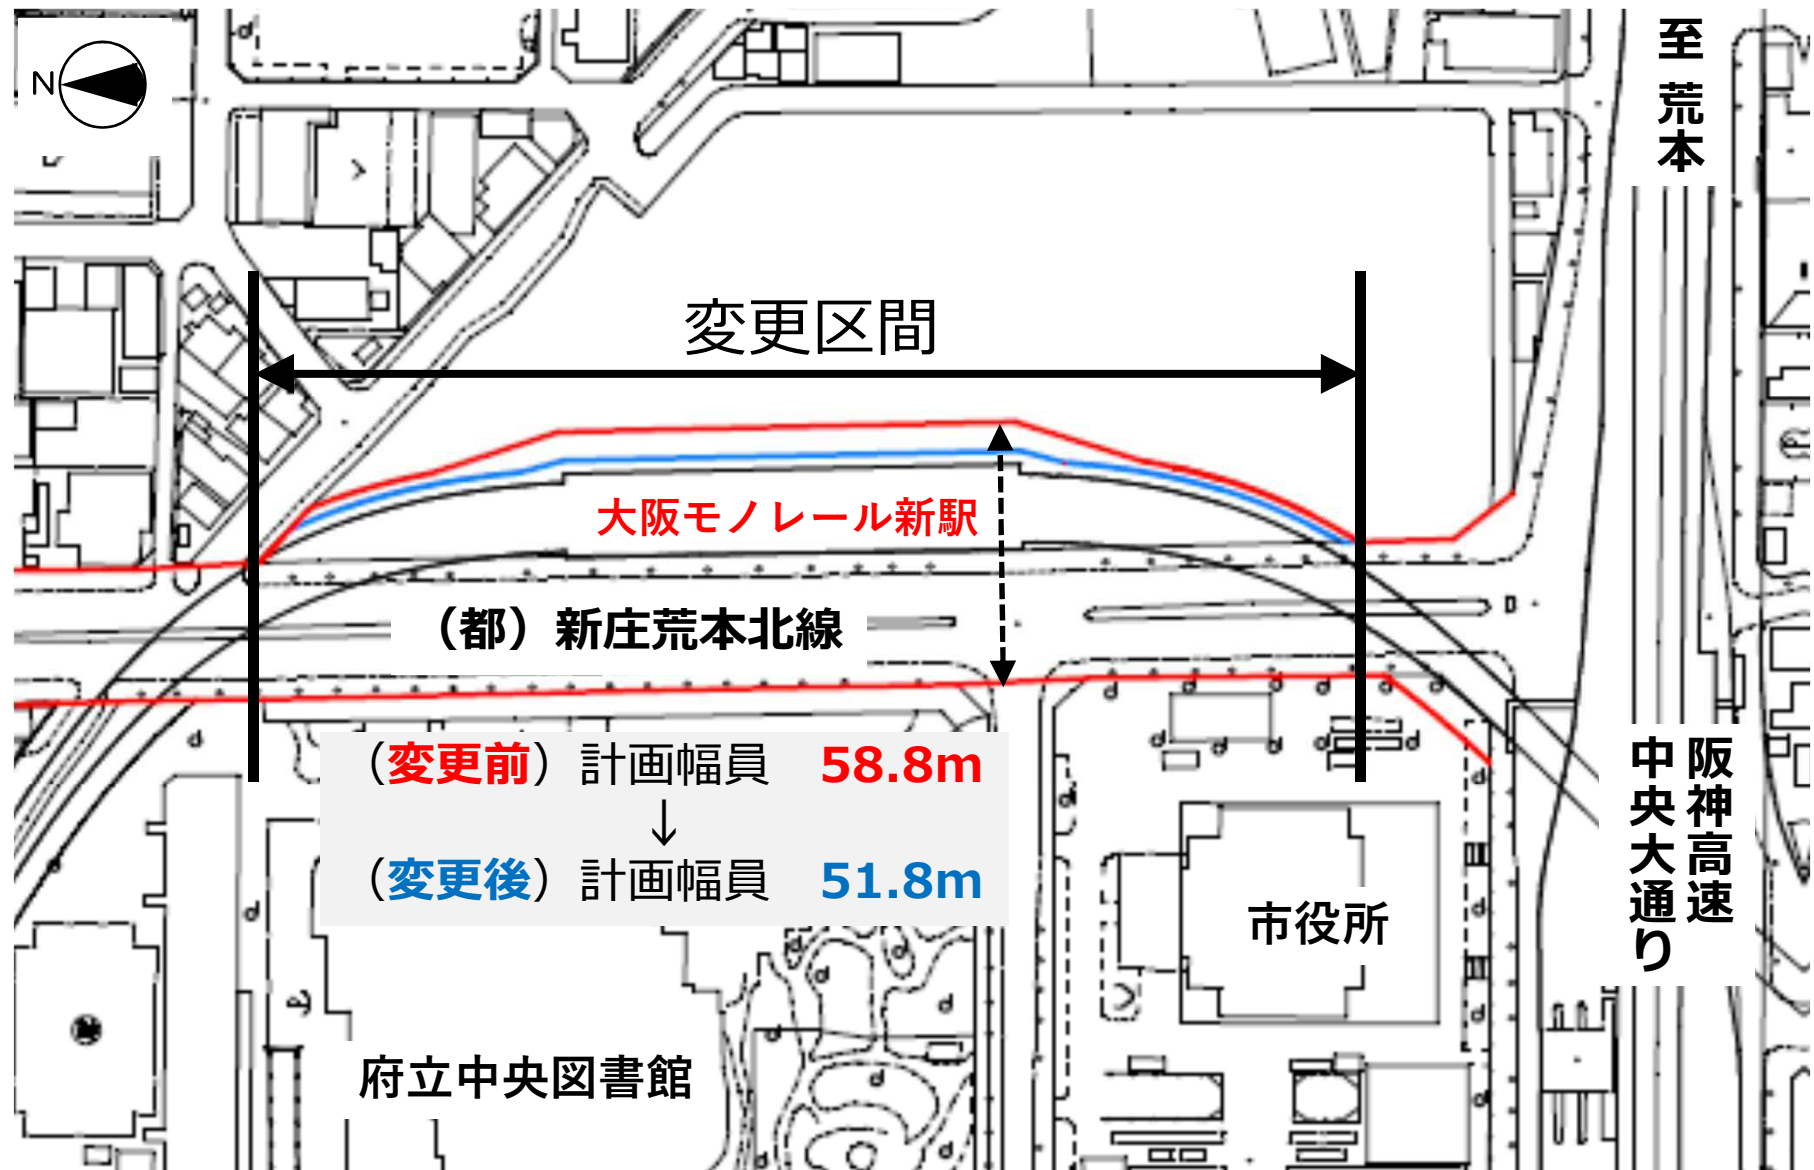 N
至 荒本
変更区間
大阪モノレール新駅
（都）新庄荒本北線
（変更前）計画幅員 58.8m
↓
（変更後）計画幅員 51.8m
阪神高速
中央大通り
市役所
府立中央図書館